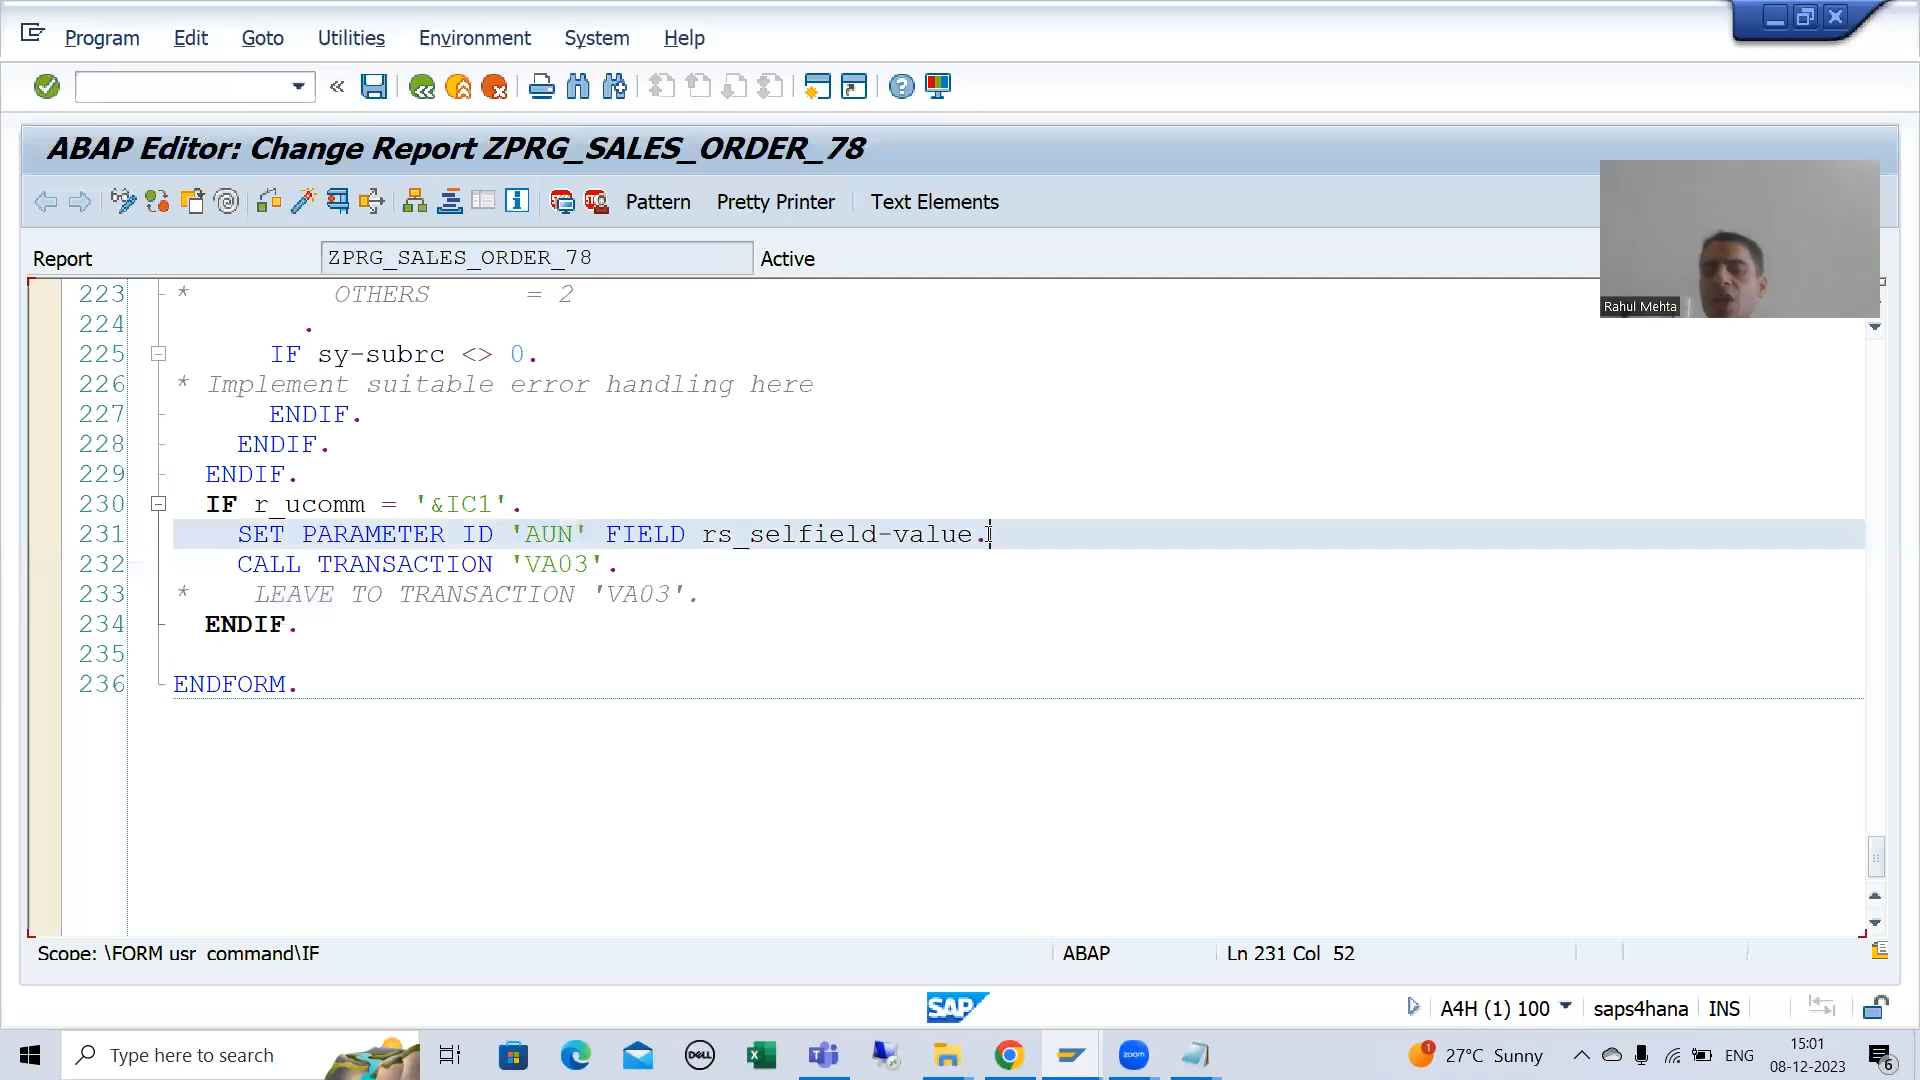 Program Edit Goto Utilities Environment System Help
ABAP Editor: Change Report ZPRG_SALES_ORDER_78
Pattern Pretty Printer Text Elements
Report ZPRG_SALES_ORDER_78 Active
Rahul Mehta
223 * OTHERS = 2
224 .
225 IF sy-subrc <> 0.
226 * Implement suitable error handling here
227 ENDIF.
228 ENDIF.
229 ENDIF.
230 IF r_ucomm = '&IC1'.
231 SET PARAMETER ID 'AUN' FIELD rs_selfield-value.
232 CALL TRANSACTION 'VA03'.
233 * LEAVE TO TRANSACTION 'VA03'.
234 ENDIF.
235
236 ENDFORM.
Scope: \FORM usr_command\IF ABAP Ln 231 Col 52
SAP A4H (1) 100 saps4hana INS
Type here to search DELL zoom 27°C Sunny ENG 15:01
08-12-2023 6